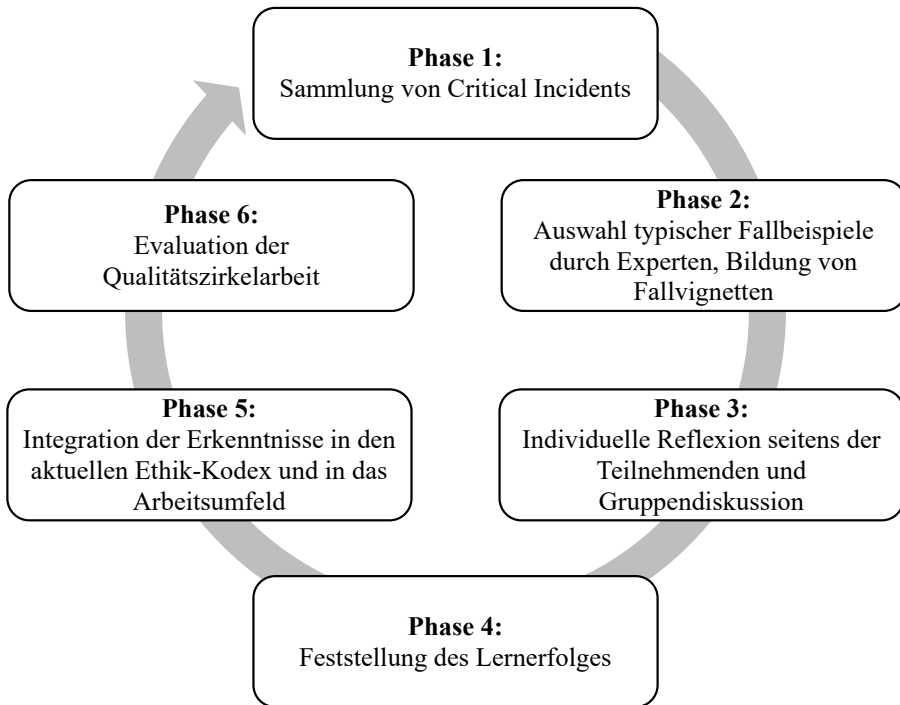 Phase 1:
Sammlung von Critical Incidents
Phase 2:
Auswahl typischer Fallbeispiele
durch Experten, Bildung von
Fallvignetten
Phase 3:
Individuelle Reflexion seitens der
Teilnehmenden und
Gruppendiskussion
Phase 4:
Feststellung des Lernerfolges
Phase 5:
Integration der Erkenntnisse in den
aktuellen Ethik-Kodex und in das
Arbeitsumfeld
Phase 6:
Evaluation der
Qualitätszirkelarbeit